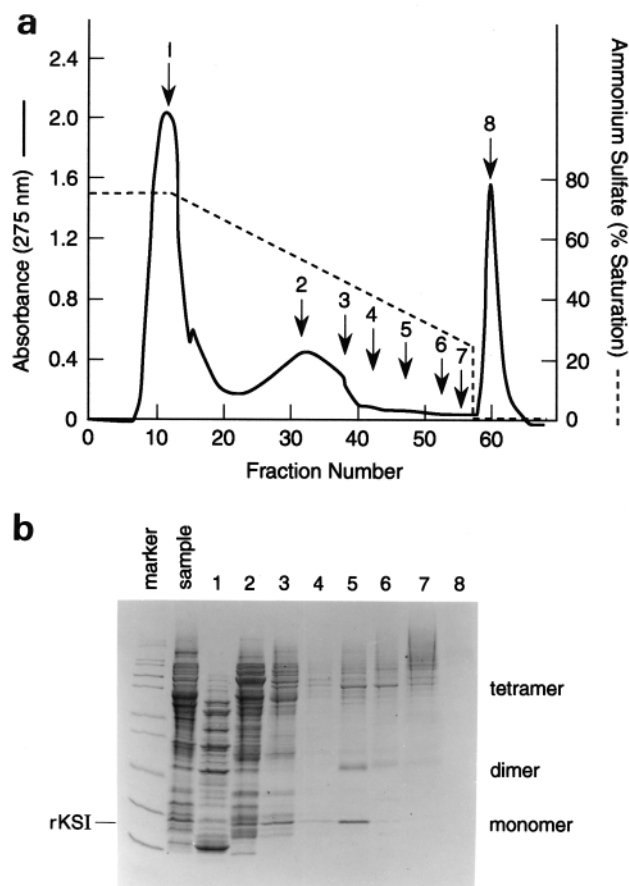 a
Absorbance (275 nm)
2.4
2.0
1.6
1.2
0.8
0.4
0
0 10 20 30 40 50 60
Fraction Number
80
60
40
20
0
Ammonium Sulfate (% Saturation)
1
2
3
4
5
6
7
8
b
marker sample 1 2 3 4 5 6 7 8
tetramer
dimer
rKSI
monomer